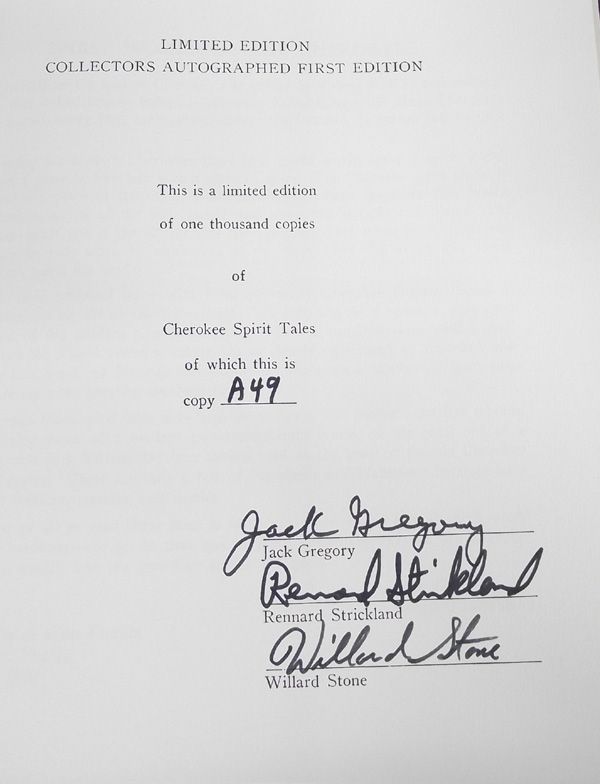 LIMITED EDITION
COLLECTORS AUTOGRAPHED FIRST EDITION
This is a limited edition
of one thousand copies
of
Cherokee Spirit Tales
of which this is
copy A49
Jack Gregory
Jack Gregory
Rennard Strickland
Rennard Strickland
Willard Stone
Willard Stone